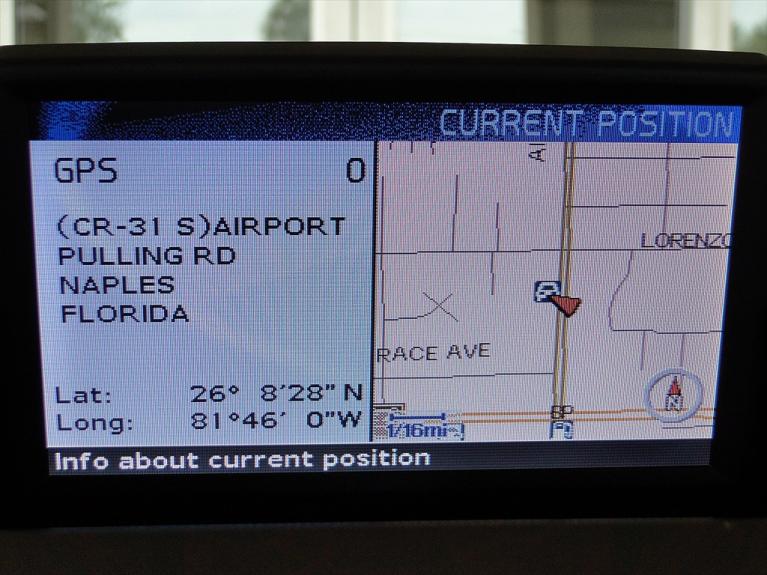 CURRENT POSITION
GPS 0
(CR-31 S)AIRPORT
PULLING RD
NAPLES
FLORIDA
Lat: 26° 8'28"N
Long: 81°46' 0"W
LORENZO
RACE AVE
N
1/16mi
Info about current position